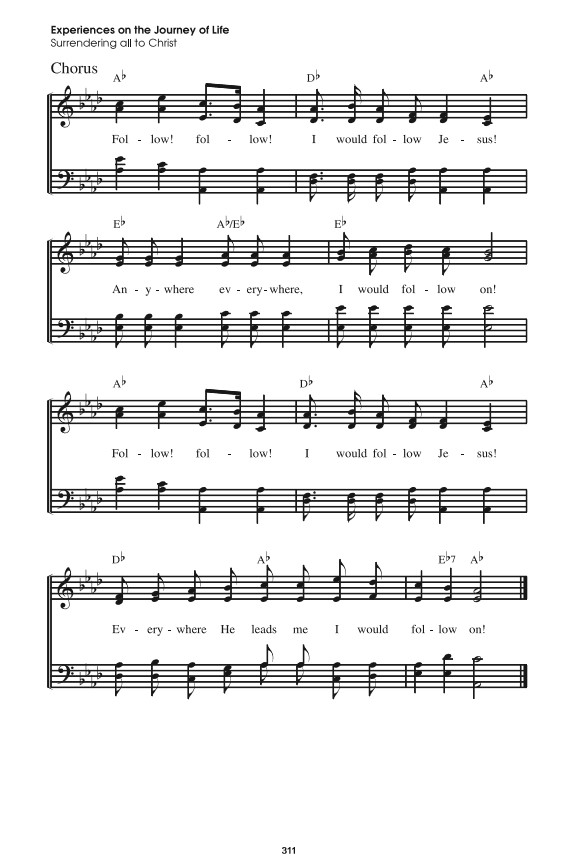 Experiences on the Journey of Life
Surrendering all to Christ
Chorus
A♭ D♭ A♭
Fol - low! fol - low! I would fol - low Je - sus!
E♭ A♭/E♭ E♭
An - y - where ev - ery - where, I would fol - low on!
A♭ D♭ A♭
Fol - low! fol - low! I would fol - low Je - sus!
D♭ A♭ E♭7 A♭
Ev - ery - where He leads me I would fol - low on!
311